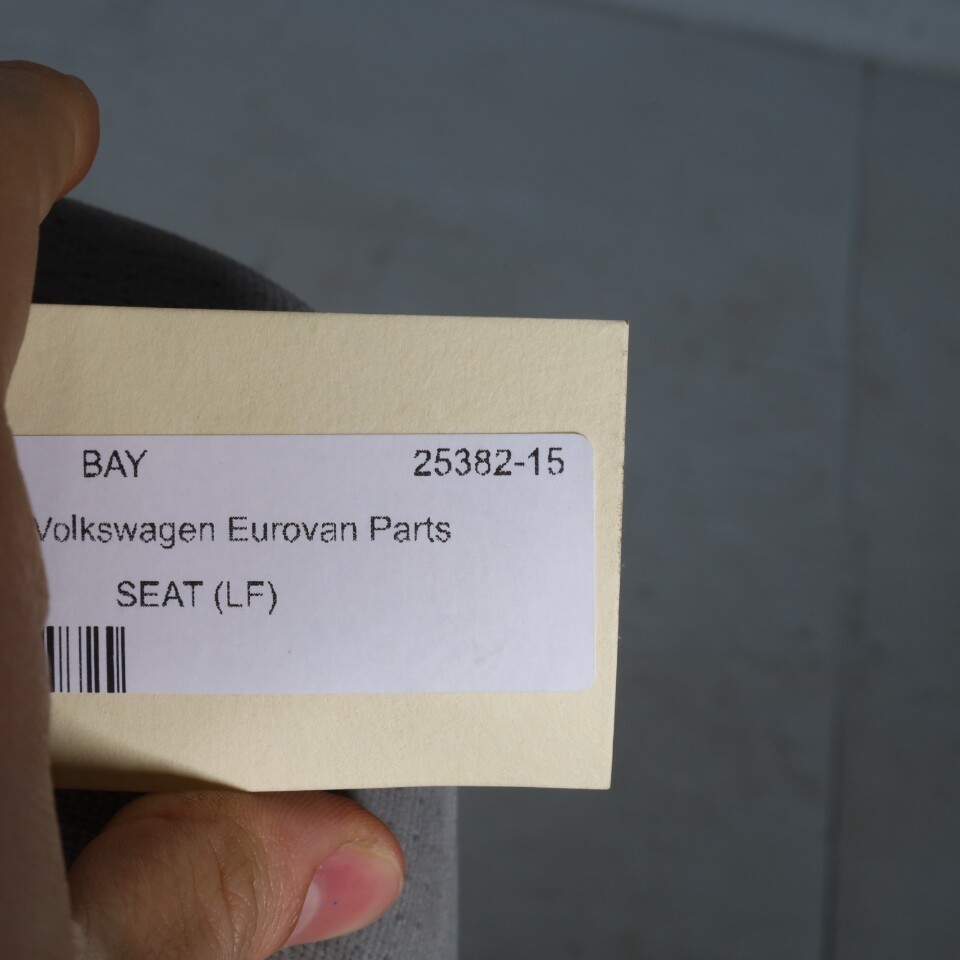 BAY 25382-15
Volkswagen Eurovan Parts
SEAT (LF)